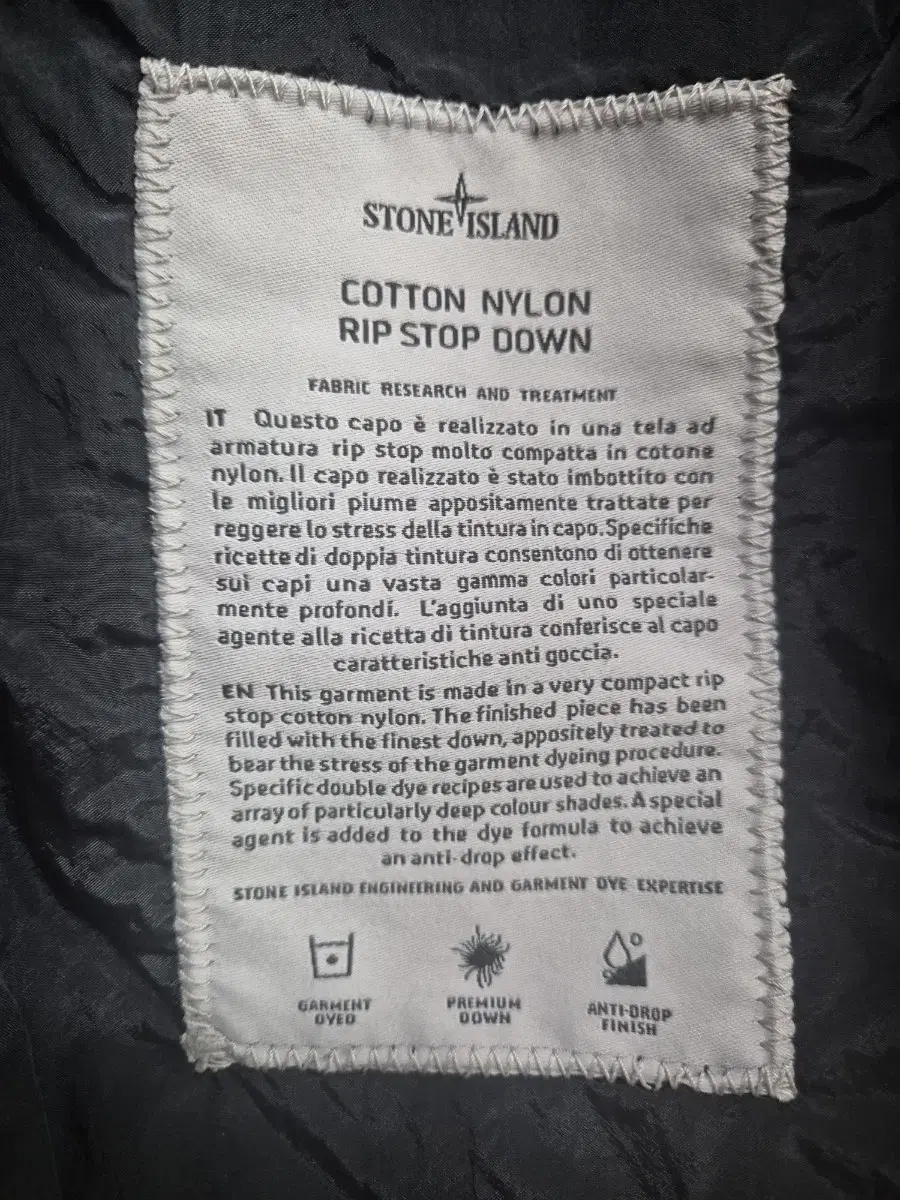 STONE ISLAND
COTTON NYLON
RIP STOP DOWN
FABRIC RESEARCH AND TREATMENT
IT Questo capo è realizzato in una tela ad
armatura rip stop molto compatta in cotone
nylon. Il capo realizzato è stato imbottito con
le migliori piume appositamente trattate per
reggere lo stress della tintura in capo. Specifiche
ricette di doppia tintura consentono di ottenere
sui capi una vasta gamma colori particolar-
mente profondi. L'aggiunta di uno speciale
agente alla ricetta di tintura conferisce al capo
caratteristiche anti goccia.
EN This garment is made in a very compact rip
stop cotton nylon. The finished piece has been
filled with the finest down, appositely treated to
bear the stress of the garment dyeing procedure.
Specific double dye recipes are used to achieve an
array of particularly deep colour shades. A special
agent is added to the dye formula to achieve
an anti-drop effect.
STONE ISLAND ENGINEERING AND GARMENT DYE EXPERTISE
GARMENT
DYED
PREMIUM
DOWN
ANTI-DROP
FINISH